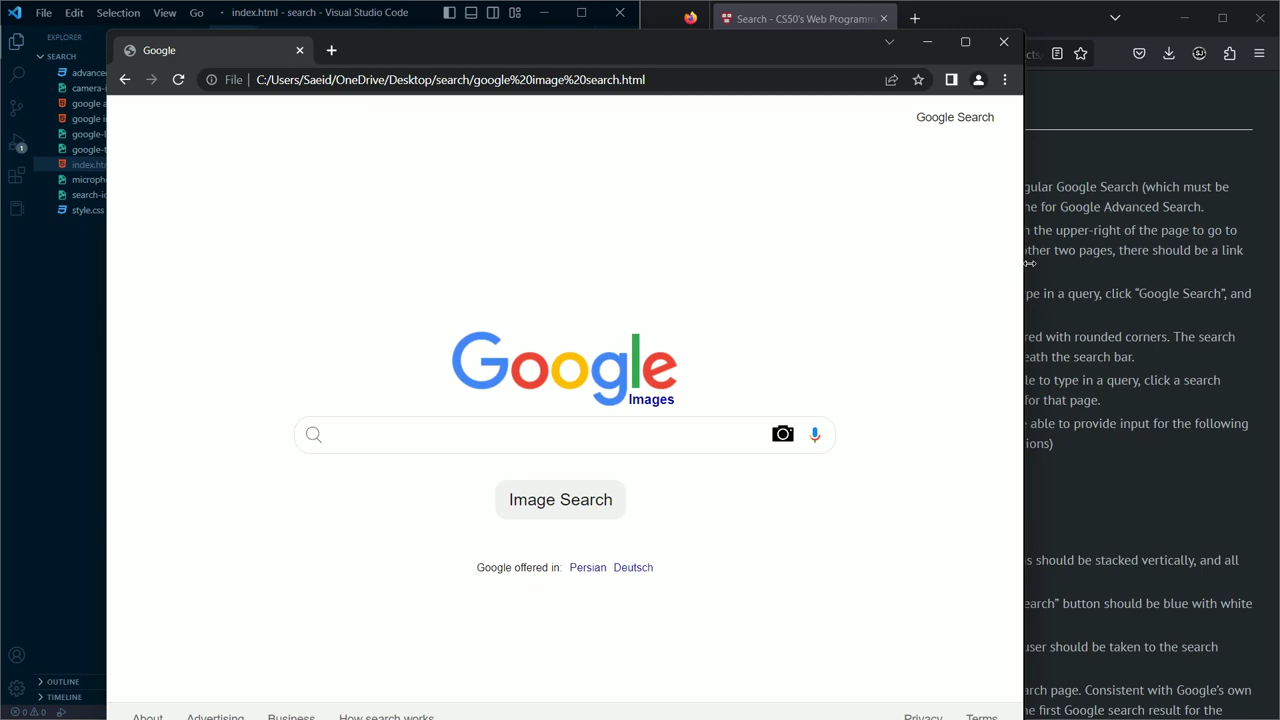 File Edit Selection View Go
index.html - search - Visual Studio Code
Search - CS50's Web Programm
EXPLORER
SEARCH
advance
camera-i
google a
google i
google-l
google-t
index.ht
microph
search-ic
style.css
1
OUTLINE
TIMELINE
0 0
Google
File C:/Users/Saeid/OneDrive/Desktop/search/google%20image%20search.html
Google Search
Google
Images
Image Search
Google offered in: Persian Deutsch
About Advertising Business How search works
Privacy Terms
cts/
gular Google Search (which must be
e for Google Advanced Search.
n the upper-right of the page to go to
other two pages, there should be a link
pe in a query, click “Google Search”, and
red with rounded corners. The search
eath the search bar.
le to type in a query, click a search
for that page.
able to provide input for the following
ions)
s should be stacked vertically, and all
earch” button should be blue with white
user should be taken to the search
arch page. Consistent with Google’s own
e first Google search result for the